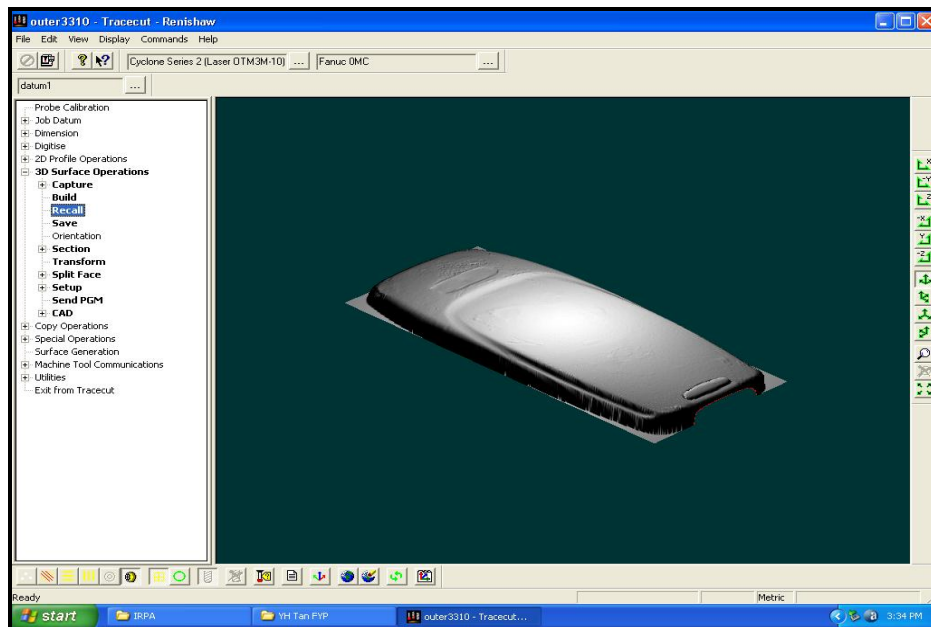 outer3310 - Tracecut - Renishaw
File Edit View Display Commands Help
Cyclone Series 2 (Laser OTM3M-10) ... Fanuc 0MC ...
datum1 ...
Probe Calibration
Job Datum
Dimension
Digitise
2D Profile Operations
3D Surface Operations
Capture
Build
Recall
Save
Orientation
Section
Transform
Split Face
Setup
Send PGM
CAD
Copy Operations
Special Operations
Surface Generation
Machine Tool Communications
Utilities
Exit from Tracecut
Ready Metric
start IRPA YH Tan FYP outer3310 - Tracecut... 3:34 PM